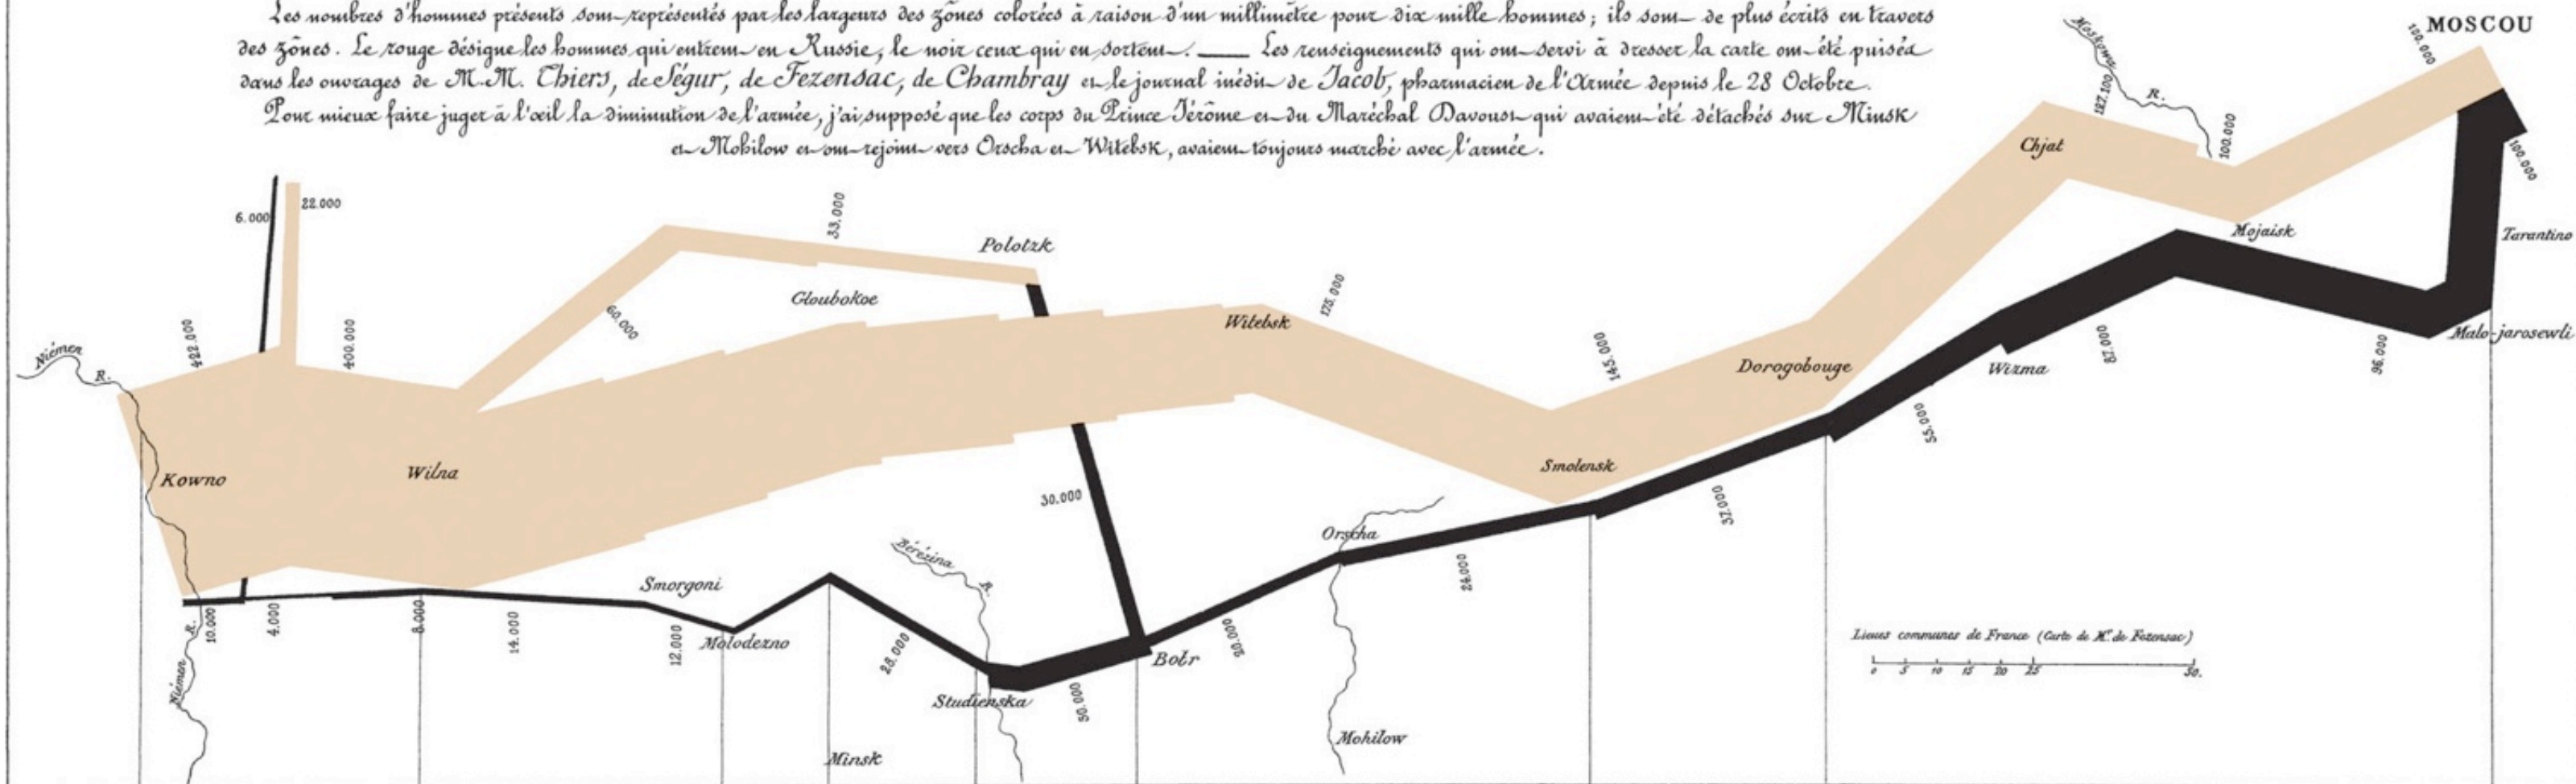 Les nombres d'hommes présents sont représentés par les largeurs des zônes colorées à raison d'un millimètre pour dix mille hommes; ils sont de plus écrits en travers
des zônes. Le rouge désigne les hommes qui entrent en Russie, le noir ceux qui en sortent. — Les renseignements qui ont servi à dresser la carte ont été puisés
dans les ouvrages de M.M. Thiers, de Ségur, de Fezensac, de Chambray et le journal inédit de Jacob, pharmacien de l'Armée depuis le 28 Octobre.
Pour mieux faire juger à l'œil la diminution de l'armée, j'ai supposé que les corps du Prince Jérôme et du Maréchal Davoust qui avaient été détachés sur Minsk
et Mohilow et ont rejoint vers Orscha et Witebsk, avaient toujours marché avec l'armée.
MOSCOU
100.000
Moskowa
R.
127.100
100.000
Chjat
100.000
Mojaisk
Tarantino
Malo-jarosewli
6.000
22.000
33.000
Polotzk
Gloubokoe
60.000
422.000
400.000
Niémen
R.
Kowno
Wilna
Witebsk
175.000
145.000
Dorogobouge
Smolensk
Wizma
87.000
96.000
55.000
37.000
30.000
Orscha
24.000
Bérézina
R.
Smorgoni
10.000
4.000
8.000
14.000
12.000
Molodezno
28.000
Studienska
50.000
Botr
20.000
R.
Niémen
Minsk
Mohilow
Lieues communes de France (Carte de Mr. de Fezensac)
0 5 10 15 20 25 50.